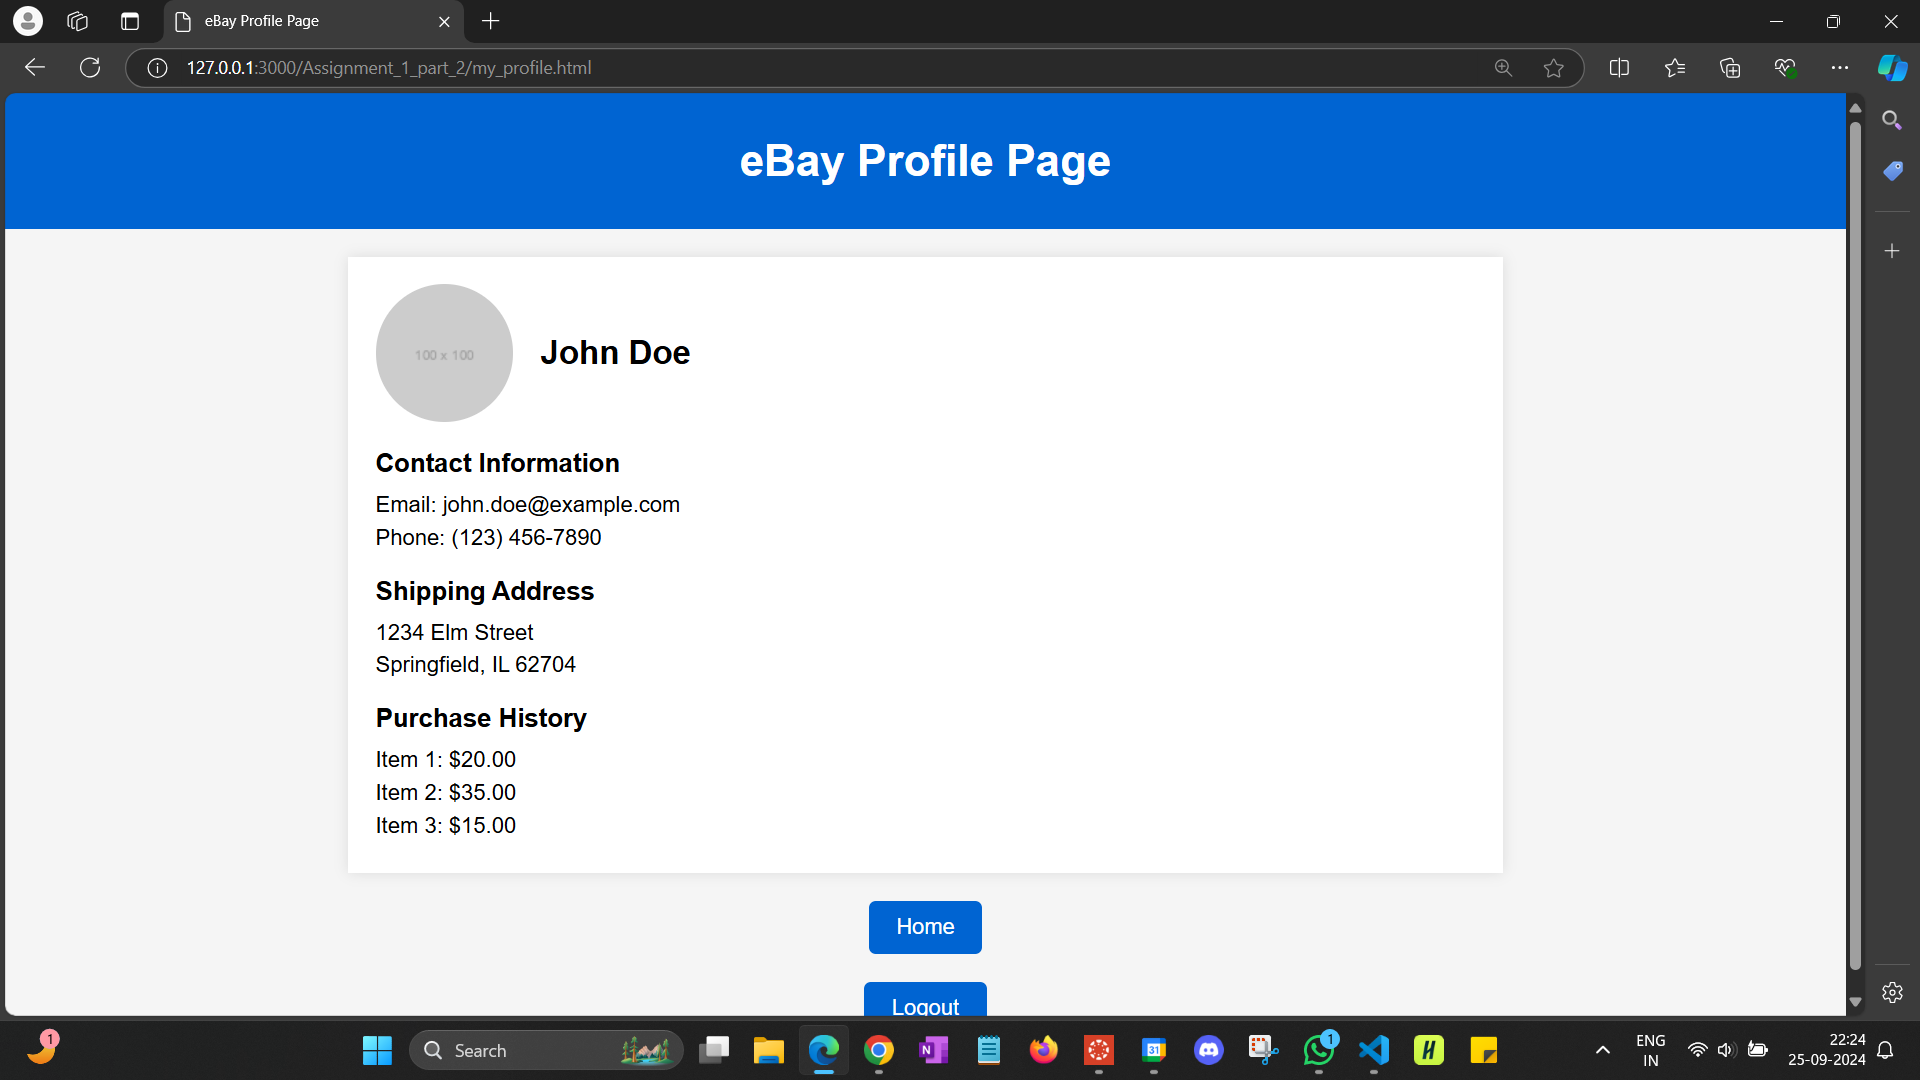 eBay Profile Page
127.0.0.1:3000/Assignment_1_part_2/my_profile.html
eBay Profile Page
100 x 100
John Doe
Contact Information
Email: john.doe@example.com
Phone: (123) 456-7890
Shipping Address
1234 Elm Street
Springfield, IL 62704
Purchase History
Item 1: $20.00
Item 2: $35.00
Item 3: $15.00
Home
Logout
1
Search
N
31
1
H
ENG
IN
22:24
25-09-2024